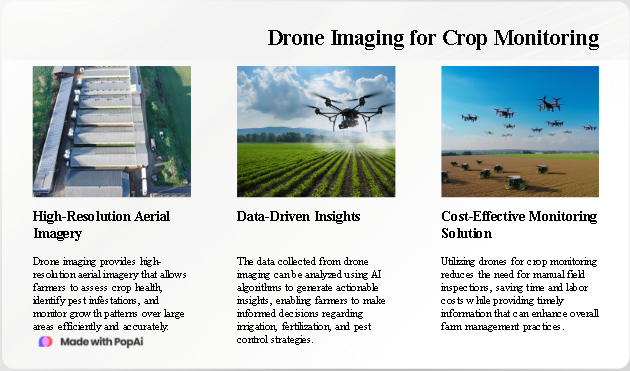 Drone Imaging for Crop Monitoring
High-Resolution Aerial
Imagery
Drone imaging provides high-
resolution aerial imagery that allows
farmers to assess crop health,
identify pest infestations, and
monitor growth patterns over large
areas efficiently and accurately.
Data-Driven Insights
The data collected from drone
imaging can be analyzed using AI
algorithms to generate actionable
insights, enabling farmers to make
informed decisions regarding
irrigation, fertilization, and pest
control strategies.
Cost-Effective Monitoring
Solution
Utilizing drones for crop monitoring
reduces the need for manual field
inspections, saving time and labor
costs while providing timely
information that can enhance overall
farm management practices.
Made with PopAi